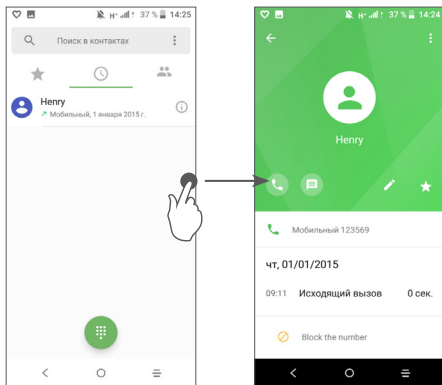 H+ 37 % 14:25
Поиск в контактах
Henry
Мобильный, 1 января 2015 г.
H+ 37 % 14:24
Henry
Мобильный 123569
чт, 01/01/2015
09:11 Исходящий вызов 0 сек.
Block the number